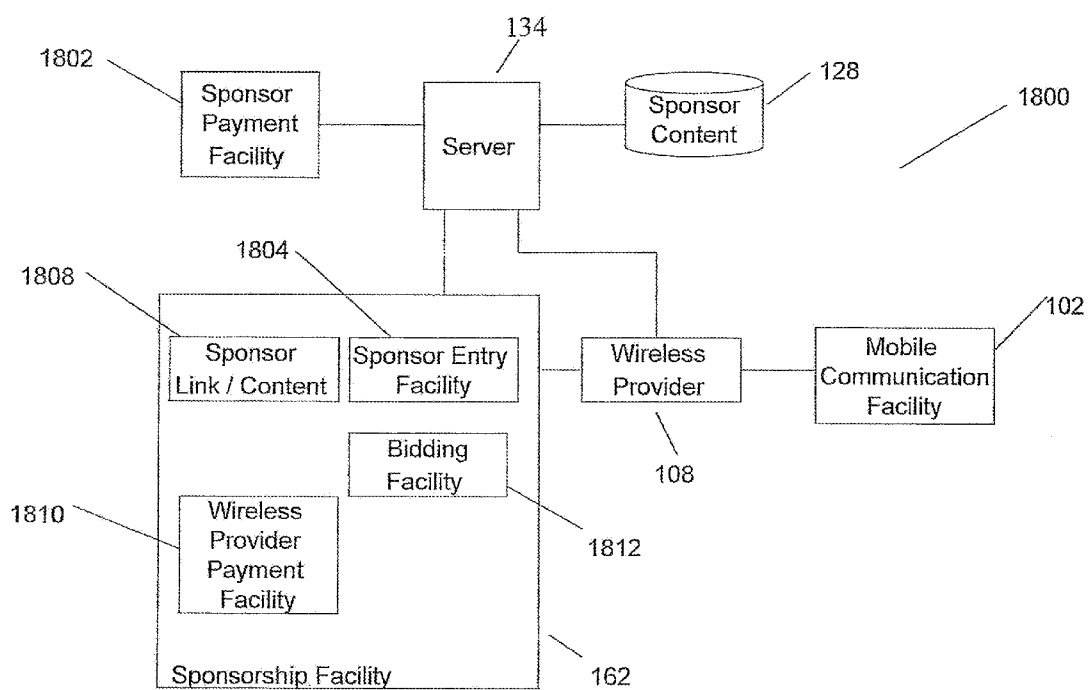 134
1802
128
1800
Sponsor
Payment
Facility
Server
Sponsor
Content
1804
1808
102
Sponsor
Link / Content
Sponsor Entry
Facility
Wireless
Provider
Mobile
Communication
Facility
Bidding
Facility
108
1810
Wireless
Provider
Payment
Facility
1812
Sponsorship Facility
162